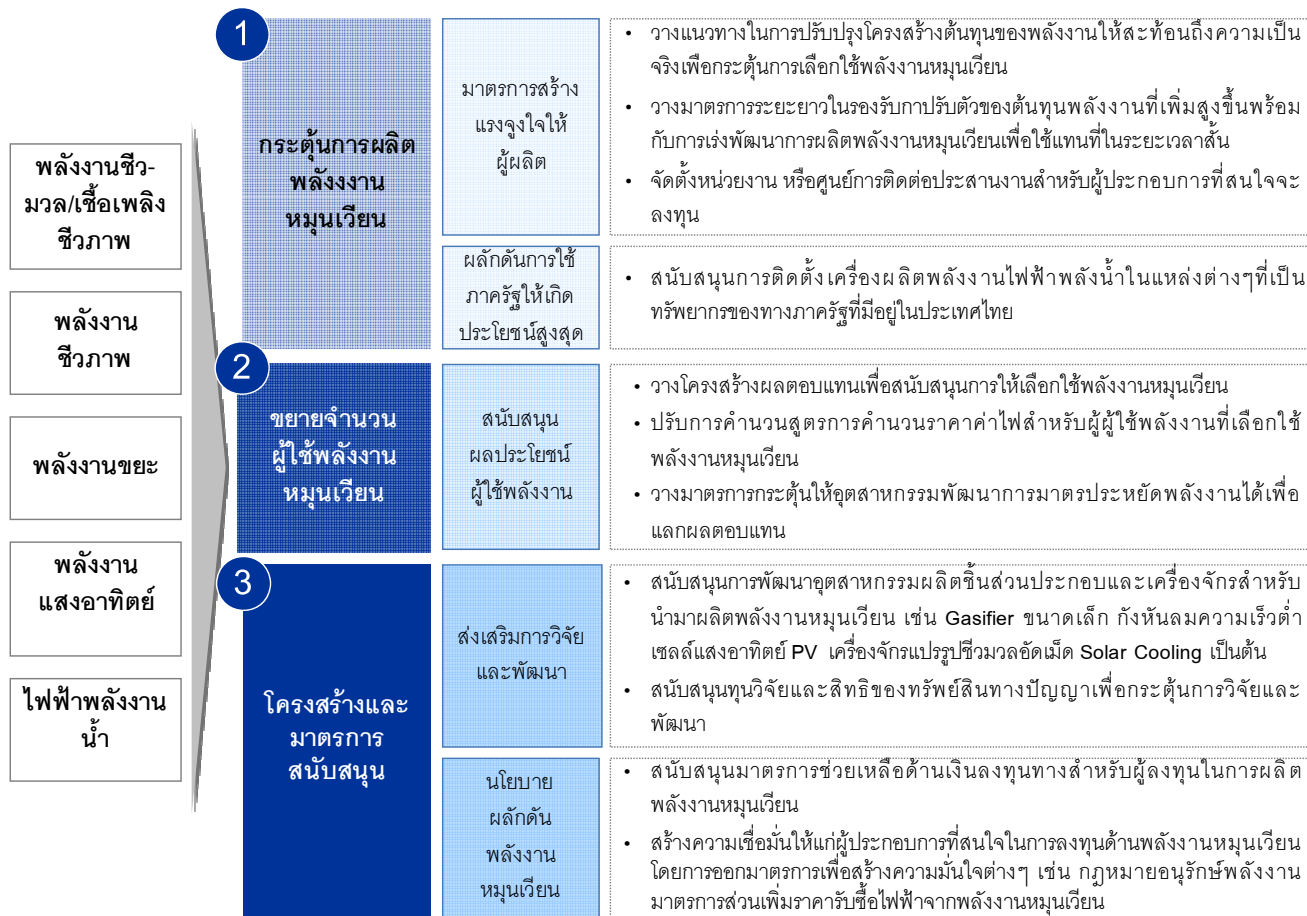 พลังงานชีว-
มวล/เชื้อเพลิง
ชีวภาพ
พลังงาน
ชีวภาพ
พลังงานขยะ
พลังงาน
แสงอาทิตย์
ไฟฟ้าพลังงาน
น้ำ
1
กระตุ้นการผลิต
พลังงงาน
หมุนเวียน
มาตรการสร้าง
แรงจูงใจให้
ผู้ผลิต
• วางแนวทางในการปรับปรุงโครงสร้างต้นทุนของพลังงานให้สะท้อนถึงความเป็น
จริงเพือกระตุ้นการเลือกใช้พลังงานหมุนเวียน
• วางมาตรการระยะยาวในรองรับกาปรับตัวของต้นทุนพลังงานที่เพิ่มสูงขึ้นพร้อม
กับการเร่งพัฒนาการผลิตพลังงานหมุนเวียนเพื่อใช้แทนที่ในระยะเวลาสั้น
• จัดตั้งหน่วยงาน หรือศูนย์การติดต่อประสานงานสำหรับผู้ประกอบการที่สนใจจะ
ลงทุน
ผลักดันการใช้
ภาครัฐให้เกิด
ประโยชน์สูงสุด
• สนับสนุนการติดตั้งเครื่องผลิตพลังงานไฟฟ้าพลังน้ำในแหล่งต่างๆที่เป็น
ทรัพยากรของทางภาครัฐที่มีอยู่ในประเทศไทย
2
ขยายจำนวน
ผู้ใช้พลังงาน
หมุนเวียน
สนับสนุน
ผลประโยชน์
ผู้ใช้พลังงาน
• วางโครงสร้างผลตอบแทนเพื่อสนับสนุนการให้เลือกใช้พลังงานหมุนเวียน
• ปรับการคำนวนสูตรการคำนวนราคาค่าไฟสำหรับผู้ผู้ใช้พลังงานที่เลือกใช้
พลังงานหมุนเวียน
• วางมาตรการกระตุ้นให้อุตสาหกรรมพัฒนาการมาตรประหยัดพลังงานได้เพื่อ
แลกผลตอบแทน
3
โครงสร้างและ
มาตรการ
สนับสนุน
ส่งเสริมการวิจัย
และพัฒนา
• สนับสนุนการพัฒนาอุตสาหกรรมผลิตชิ้นส่วนประกอบและเครื่องจักรสำหรับ
นำมาผลิตพลังงานหมุนเวียน เช่น Gasifier ขนาดเล็ก กังหันลมความเร็วต่ำ
เซลล์แสงอาทิตย์ PV เครื่องจักรแปรรูปชีวมวลอัดเม็ด Solar Cooling เป็นต้น
• สนับสนุนทุนวิจัยและสิทธิของทรัพย์สินทางปัญญาเพื่อกระตุ้นการวิจัยและ
พัฒนา
นโยบาย
ผลักดัน
พลังงาน
หมุนเวียน
• สนับสนุนมาตรการช่วยเหลือด้านเงินลงทุนทางสำหรับผู้ลงทุนในการผลิต
พลังงานหมุนเวียน
• สร้างความเชื่อมั่นให้แก่ผู้ประกอบการที่สนใจในการลงทุนด้านพลังงานหมุนเวียน
โดยการออกมาตรการเพื่อสร้างความมั่นใจต่างๆ เช่น กฎหมายอนุรักษ์พลังงาน
มาตรการส่วนเพิ่มราคารับซื้อไฟฟ้าจากพลังงานหมุนเวียน